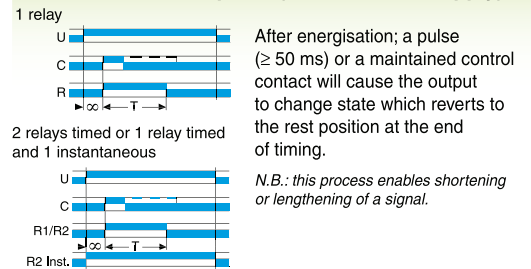 1 relay
U
C
R
∞
T
After energisation; a pulse
(≥ 50 ms) or a maintained control
contact will cause the output
to change state which reverts to
the rest position at the end
of timing.
N.B.: this process enables shortening
or lengthening of a signal.
2 relays timed or 1 relay timed
and 1 instantaneous
U
C
R1/R2
∞
T
R2 Inst.